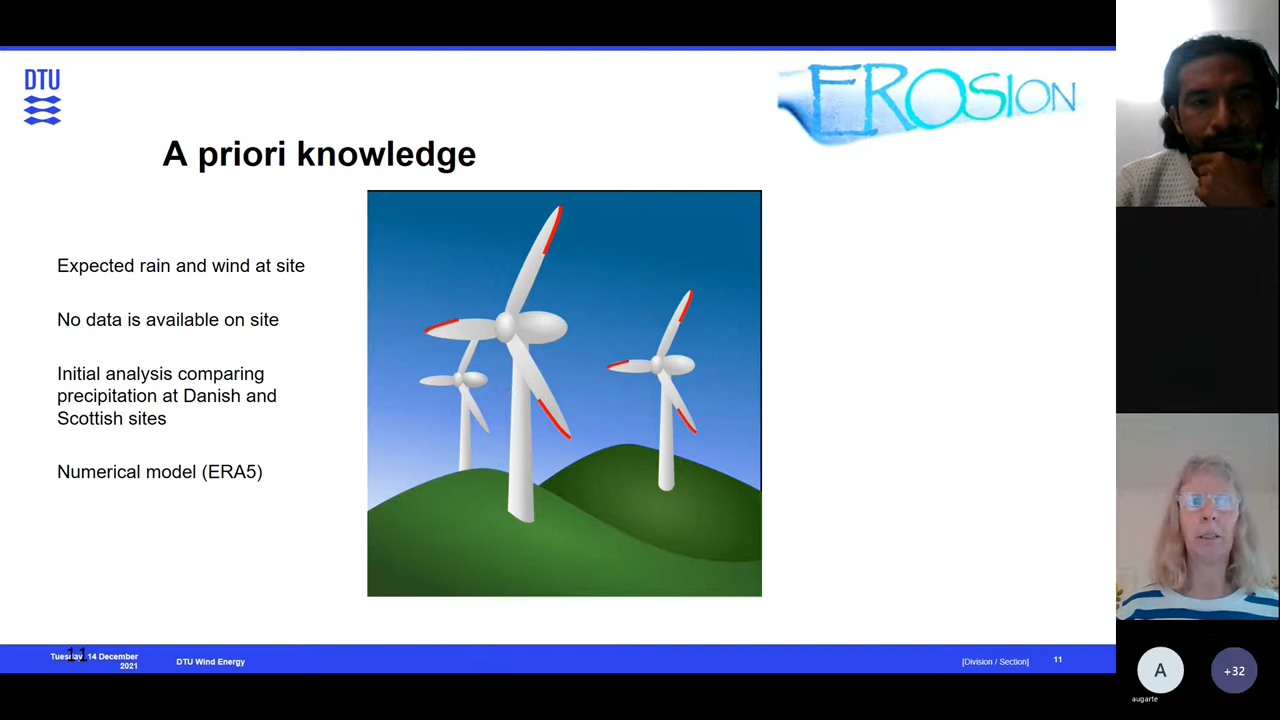 DTU
EROSION
A priori knowledge
Expected rain and wind at site
No data is available on site
Initial analysis comparing
precipitation at Danish and
Scottish sites
Numerical model (ERA5)
Tuesday, 14 December
2021
11
DTU Wind Energy
[Division / Section]
11
A
augarte
+32